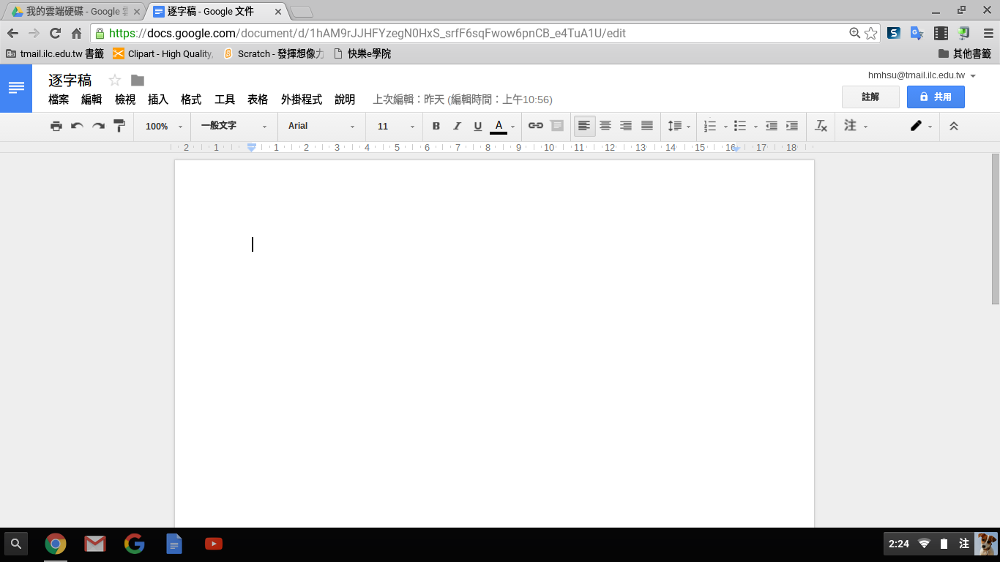 我的雲端硬碟 - Google
逐字稿 - Google 文件
https://docs.google.com/document/d/1hAM9rJJHFYzegN0HxS_srfF6sqFwow6pnCB_e4TuA1U/edit
tmail.ilc.edu.tw 書籤 Clipart - High Quality, Scratch - 發揮想像力 快樂e學院 其他書籤
逐字稿
hmhsu@tmail.ilc.edu.tw
檔案 編輯 檢視 插入 格式 工具 表格 外掛程式 說明 上次編輯：昨天 (編輯時間：上午10:56)
註解 共用
100% 一般文字 Arial 11 B I U A 注
2 1 1 2 3 4 5 6 7 8 9 10 11 12 13 14 15 16 17 18
2:24 注